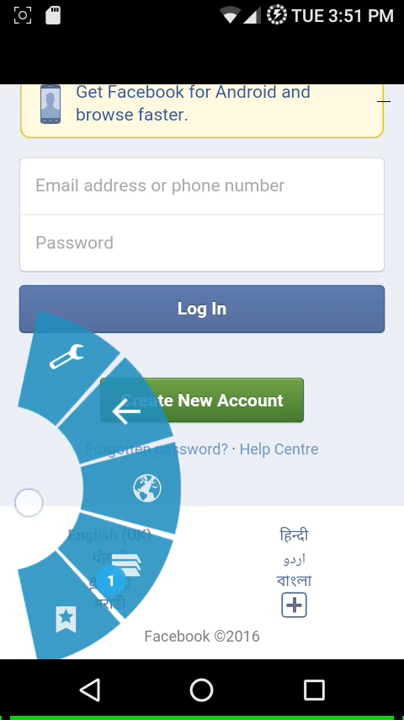 TUE 3:51 PM
Get Facebook for Android and
browse faster.
Email address or phone number
Password
Log In
Create New Account
Forgotten password? · Help Centre
English (UK)
हिन्दी
اردو
বাংলা
1
मराठी
Facebook ©2016